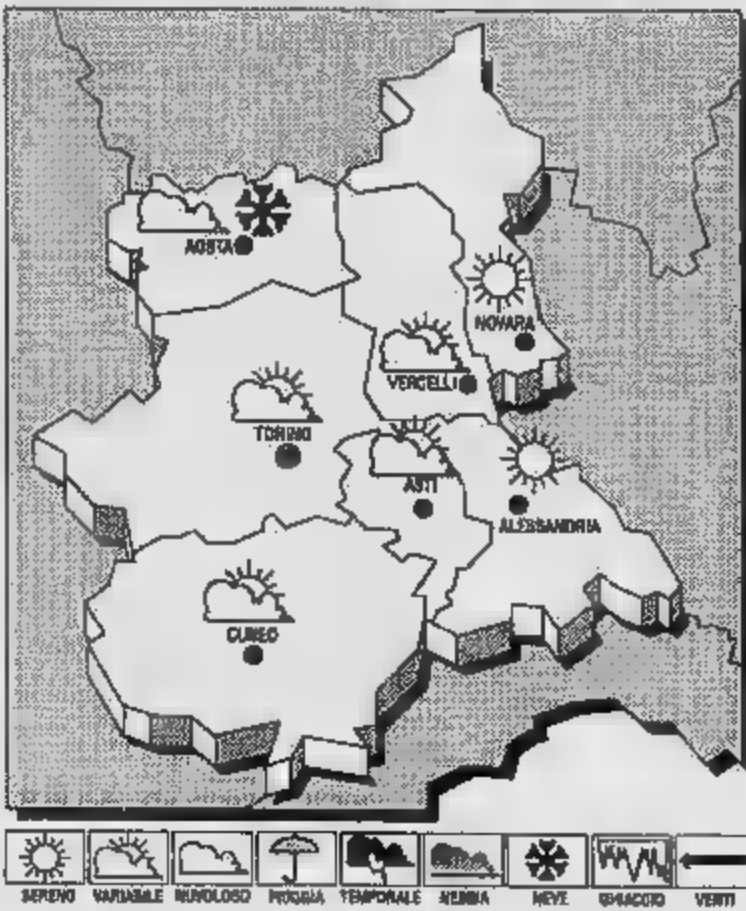 AOSTA
NOVARA
VERCELLI
TORINO
ASTI
ALESSANDRIA
CUNEO
SERENO VARIABILE NUVOLOSO PIOGGIA TEMPORALE NEBBIA NEVE GHIACCIO VENTI